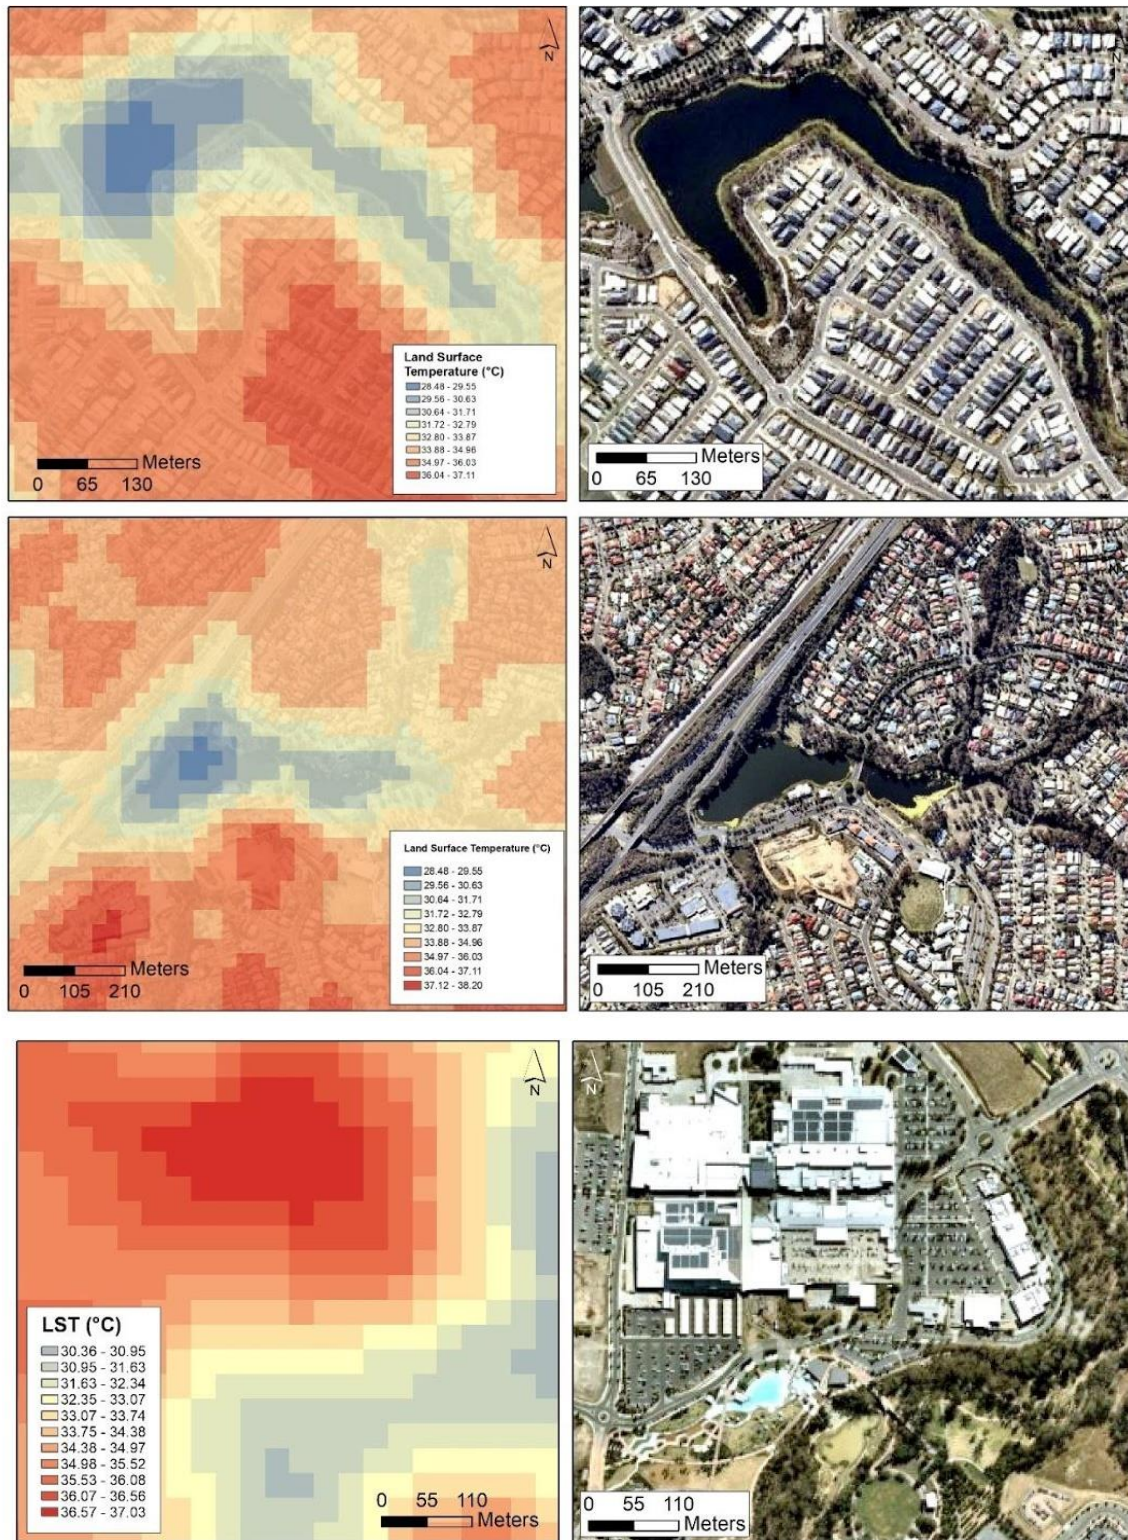 N
N
Land Surface
Temperature (°C)
28.48 - 29.55
29.56 - 30.63
30.64 - 31.71
31.72 - 32.79
32.80 - 33.87
33.88 - 34.96
34.97 - 36.03
36.04 - 37.11
Meters
0 65 130
Meters
0 65 130
N
N
Land Surface Temperature (°C)
28.48 - 29.55
29.56 - 30.63
30.64 - 31.71
31.72 - 32.79
32.80 - 33.87
33.88 - 34.96
34.97 - 36.03
36.04 - 37.11
37.12 - 38.20
Meters
0 105 210
Meters
0 105 210
N
N
LST (°C)
30.36 - 30.95
30.95 - 31.63
31.63 - 32.34
32.35 - 33.07
33.07 - 33.74
33.75 - 34.38
34.38 - 34.97
34.98 - 35.52
35.53 - 36.08
36.07 - 36.56
36.57 - 37.03
0 55 110
Meters
0 55 110
Meters